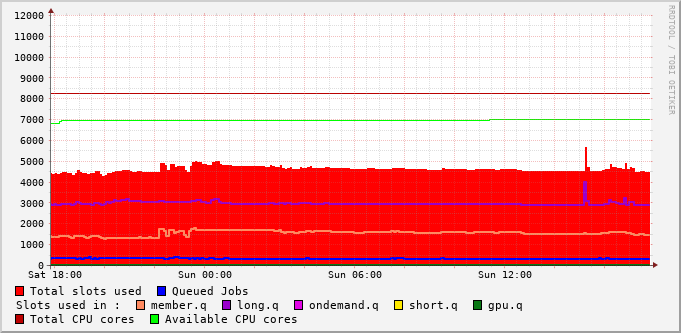 12000
11000
10000
9000
8000
7000
6000
5000
4000
3000
2000
1000
0
Sat 18:00 Sun 00:00 Sun 06:00 Sun 12:00
Total slots used Queued Jobs
Slots used in : member.q long.q ondemand.q short.q gpu.q
Total CPU cores Available CPU cores
RRDTOOL / TOBI OETIKER